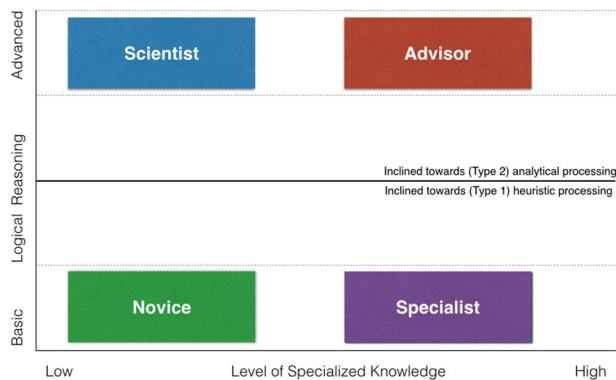 Advanced
Scientist
Advisor
Logical Reasoning
Inclined towards (Type 2) analytical processing
Inclined towards (Type 1) heuristic processing
Basic
Novice
Specialist
Low
Level of Specialized Knowledge
High